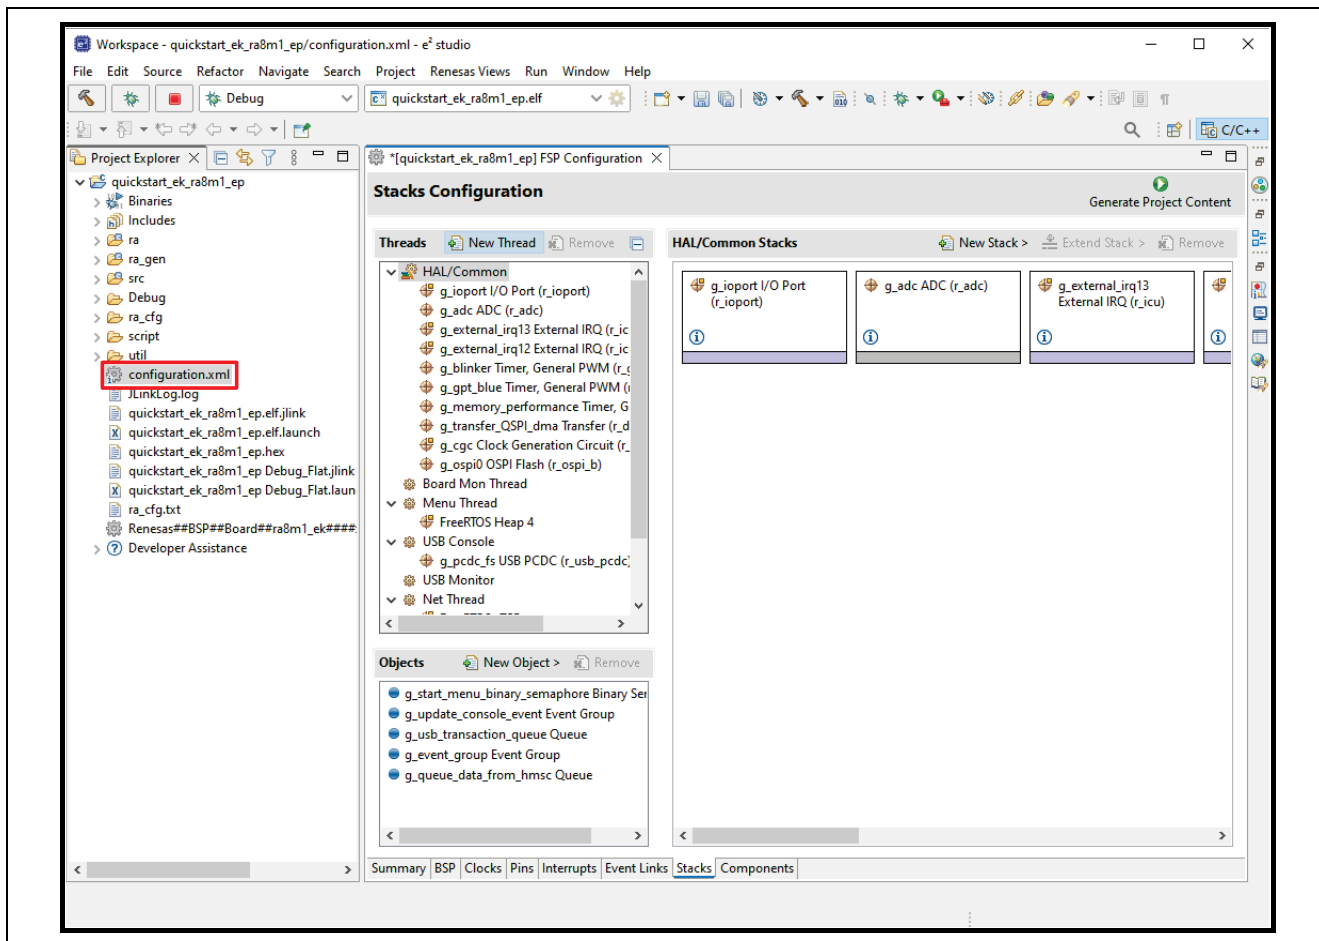 Workspace - quickstart_ek_ra8m1_ep/configuration.xml - e² studio
File Edit Source Refactor Navigate Search Project Renesas Views Run Window Help
Debug
quickstart_ek_ra8m1_ep.elf
C/C++
Project Explorer
quickstart_ek_ra8m1_ep
Binaries
Includes
ra
ra_gen
src
Debug
ra_cfg
script
util
configuration.xml
JLinkLog.log
quickstart_ek_ra8m1_ep.elf.jlink
quickstart_ek_ra8m1_ep.elf.launch
quickstart_ek_ra8m1_ep.hex
quickstart_ek_ra8m1_ep Debug_Flat.jlink
quickstart_ek_ra8m1_ep Debug_Flat.laun
ra_cfg.txt
Renesas##BSP##Board##ra8m1_ek####
Developer Assistance
*[quickstart_ek_ra8m1_ep] FSP Configuration
Stacks Configuration
Generate Project Content
Threads New Thread Remove
HAL/Common
g_ioport I/O Port (r_ioport)
g_adc ADC (r_adc)
g_external_irq13 External IRQ (r_ic
g_external_irq12 External IRQ (r_ic
g_blinker Timer, General PWM (r_g
g_gpt_blue Timer, General PWM (
g_memory_performance Timer, G
g_transfer_QSPI_dma Transfer (r_d
g_cgc Clock Generation Circuit (r_
g_ospi0 OSPI Flash (r_ospi_b)
Board Mon Thread
Menu Thread
FreeRTOS Heap 4
USB Console
g_pcdc_fs USB PCDC (r_usb_pcdc)
USB Monitor
Net Thread
Objects New Object > Remove
g_start_menu_binary_semaphore Binary Ser
g_update_console_event Event Group
g_usb_transaction_queue Queue
g_event_group Event Group
g_queue_data_from_hmsc Queue
HAL/Common Stacks New Stack > Extend Stack > Remove
g_ioport I/O Port
(r_ioport)
g_adc ADC (r_adc)
g_external_irq13
External IRQ (r_icu)
Summary BSP Clocks Pins Interrupts Event Links Stacks Components